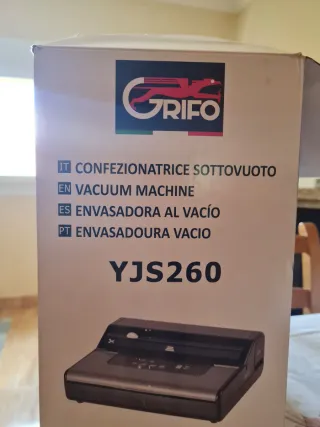 GRIFO
IT CONFEZIONATRICE SOTTOVUOTO
EN VACUUM MACHINE
ES ENVASADORA AL VACÍO
PT ENVASADOURA VACIO
YJS260